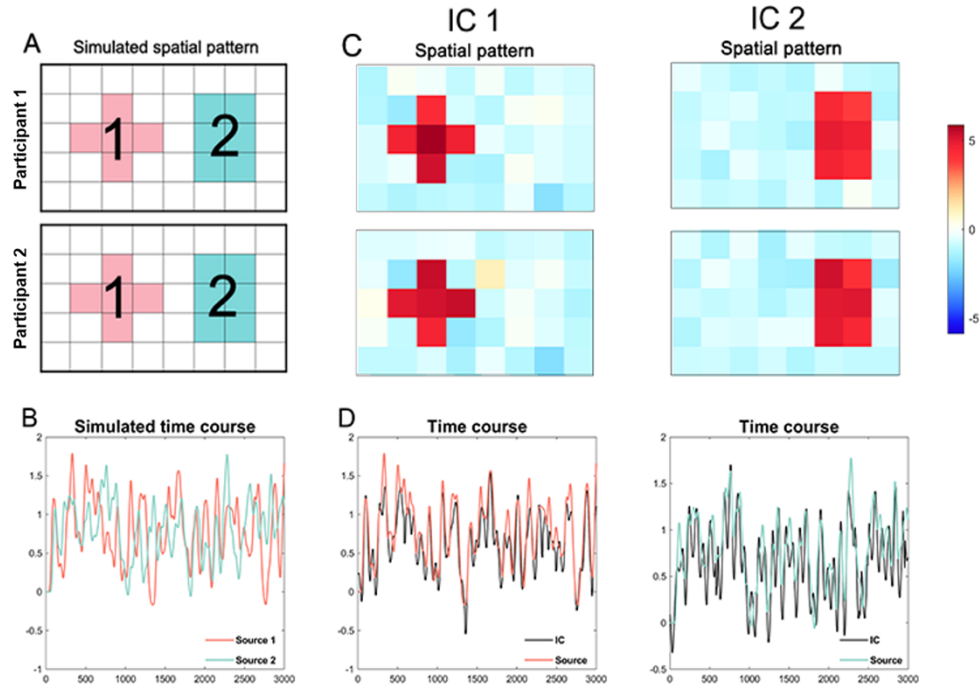 IC 1
IC 2
A
Simulated spatial pattern
C
Spatial pattern
Spatial pattern
Participant 1
1
2
5
0
-5
Participant 2
1
2
B
Simulated time course
D
Time course
Time course
2
1.5
1
0.5
0
-0.5
-1
Source 1
Source 2
0 500 1000 1500 2000 2500 3000
2
1.5
1
0.5
0
-0.5
-1
IC
Source
0 500 1000 1500 2000 2500 3000
2
1.5
1
0.5
0
-0.5
IC
Source
0 500 1000 1500 2000 2500 3000